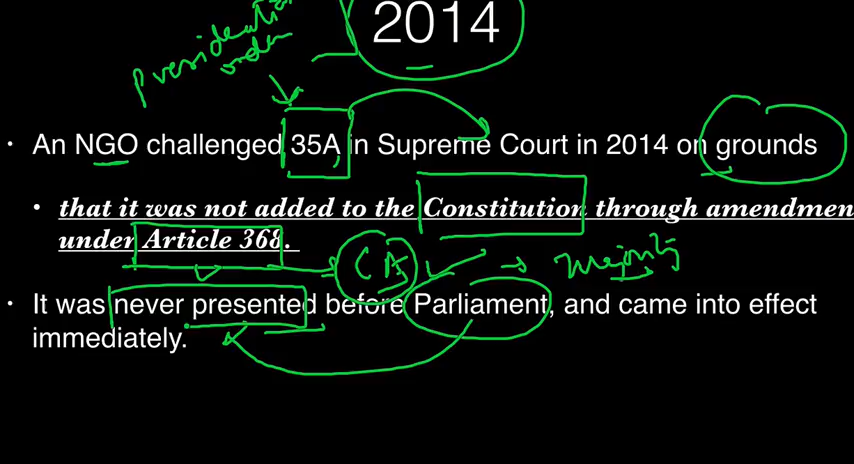 2014
presidential
order
• An NGO challenged 35A in Supreme Court in 2014 on grounds
• that it was not added to the Constitution through amendmen
under Article 368.
CA
majority
• It was never presented before Parliament, and came into effect
immediately.